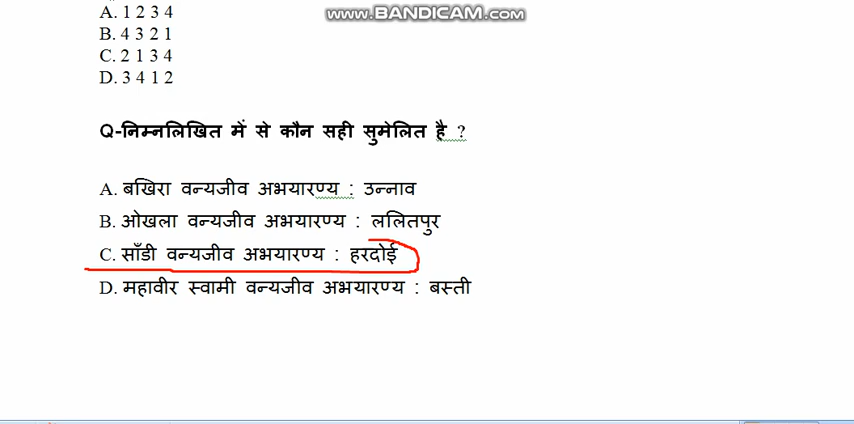 www.BANDICAM.com
A. 1 2 3 4
B. 4 3 2 1
C. 2 1 3 4
D. 3 4 1 2
Q-निम्नलिखित में से कौन सही सुमेलित है ?
A. बखिरा वन्यजीव अभयारण्य : उन्नाव
B. ओखला वन्यजीव अभयारण्य : ललितपुर
C. साँडी वन्यजीव अभयारण्य : हरदोई
D. महावीर स्वामी वन्यजीव अभयारण्य : बस्ती